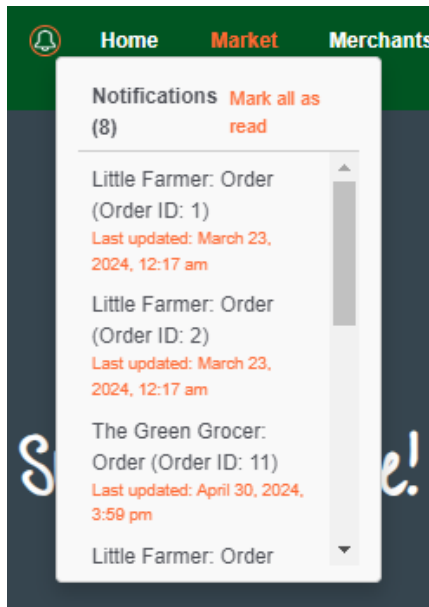 Home Market Merchants
Notifications Mark all as
(8) read
Little Farmer: Order
(Order ID: 1)
Last updated: March 23,
2024, 12:17 am
Little Farmer: Order
(Order ID: 2)
Last updated: March 23,
2024, 12:17 am
The Green Grocer:
Order (Order ID: 11)
Last updated: April 30, 2024,
3:59 pm
Little Farmer: Order
S e!